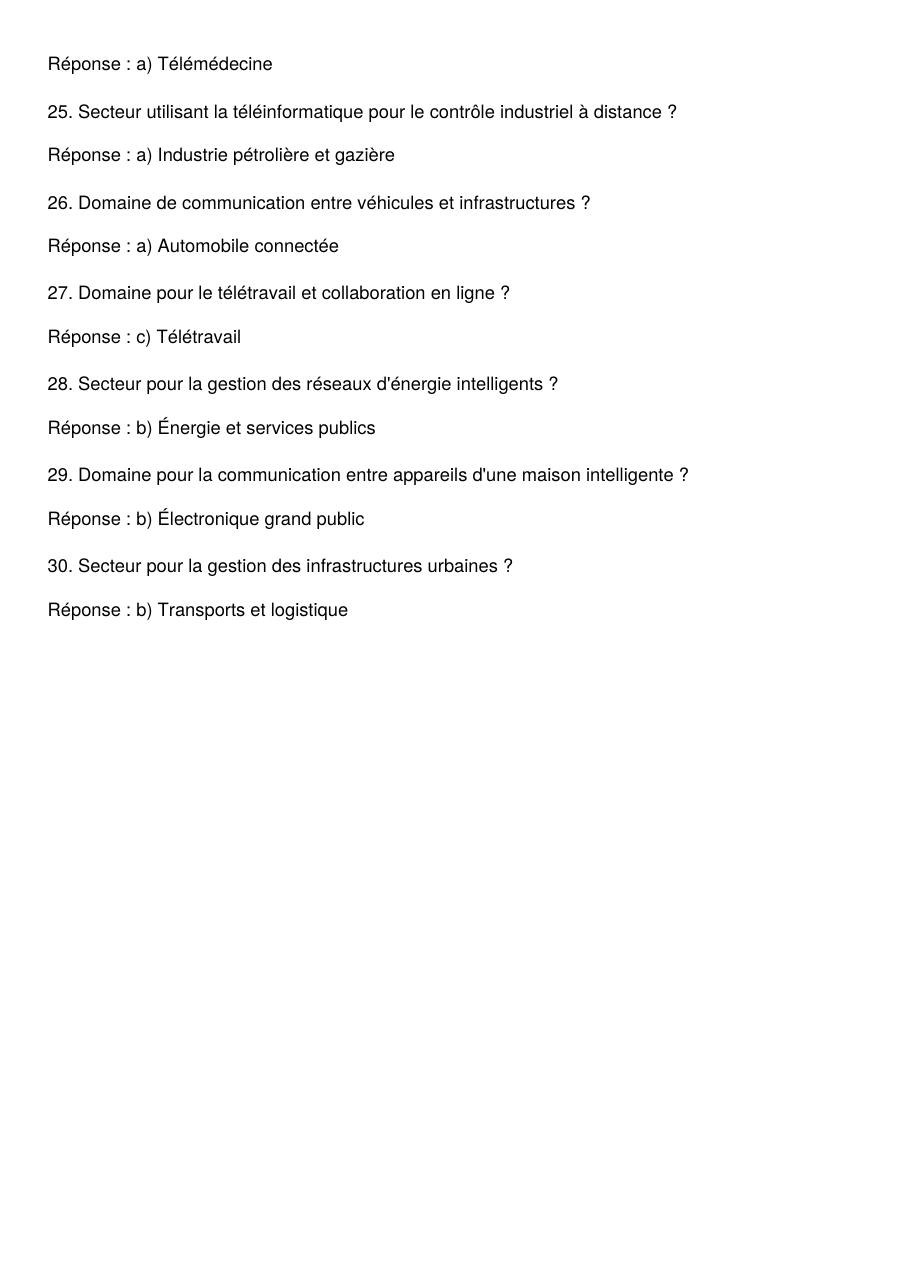 Réponse : a) Télémédecine
25. Secteur utilisant la téléinformatique pour le contrôle industriel à distance ?
Réponse : a) Industrie pétrolière et gazière
26. Domaine de communication entre véhicules et infrastructures ?
Réponse : a) Automobile connectée
27. Domaine pour le télétravail et collaboration en ligne ?
Réponse : c) Télétravail
28. Secteur pour la gestion des réseaux d'énergie intelligents ?
Réponse : b) Énergie et services publics
29. Domaine pour la communication entre appareils d'une maison intelligente ?
Réponse : b) Électronique grand public
30. Secteur pour la gestion des infrastructures urbaines ?
Réponse : b) Transports et logistique